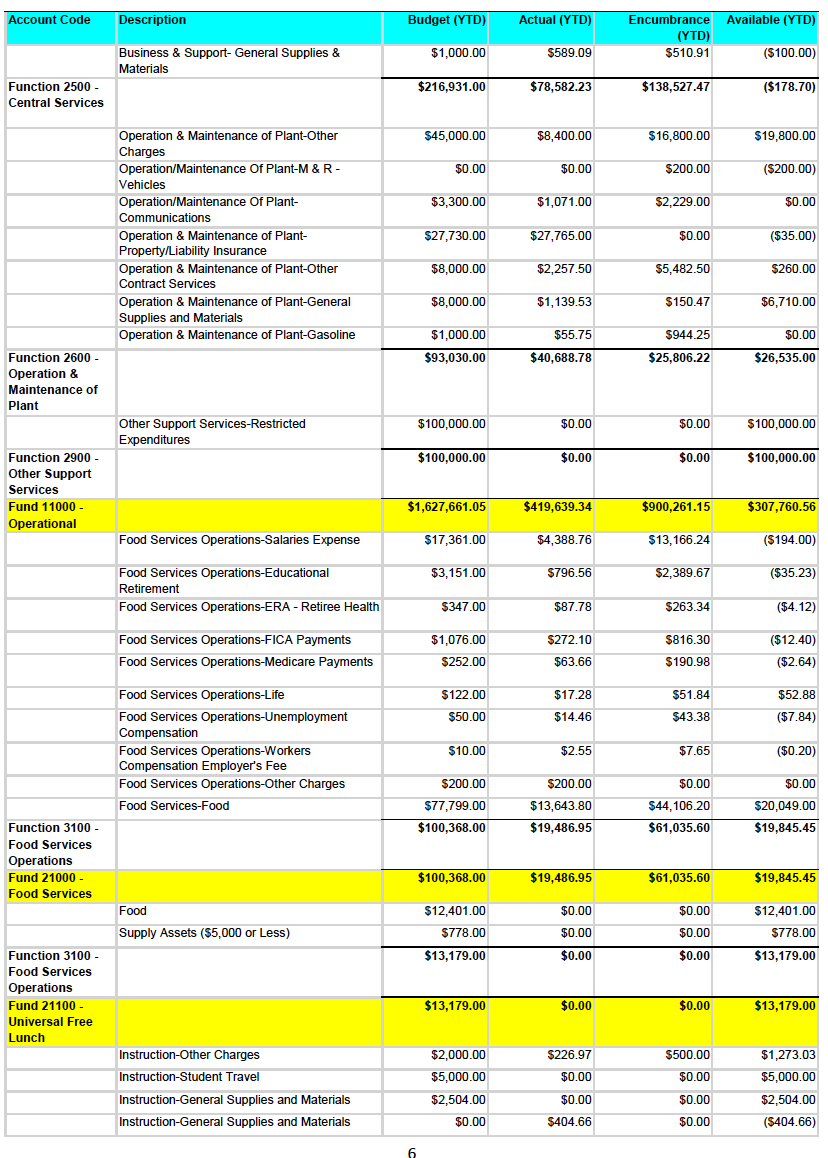 Account Code Description Budget (YTD) Actual (YTD) Encumbrance (YTD) Available (YTD)
Business & Support- General Supplies & Materials $1,000.00 $589.09 $510.91 ($100.00)
Function 2500 - Central Services $216,931.00 $78,582.23 $138,527.47 ($178.70)
Operation & Maintenance of Plant-Other Charges $45,000.00 $8,400.00 $16,800.00 $19,800.00
Operation/Maintenance Of Plant-M & R - Vehicles $0.00 $0.00 $200.00 ($200.00)
Operation/Maintenance Of Plant-Communications $3,300.00 $1,071.00 $2,229.00 $0.00
Operation & Maintenance of Plant-Property/Liability Insurance $27,730.00 $27,765.00 $0.00 ($35.00)
Operation & Maintenance of Plant-Other Contract Services $8,000.00 $2,257.50 $5,482.50 $260.00
Operation & Maintenance of Plant-General Supplies and Materials $8,000.00 $1,139.53 $150.47 $6,710.00
Operation & Maintenance of Plant-Gasoline $1,000.00 $55.75 $944.25 $0.00
Function 2600 - Operation & Maintenance of Plant $93,030.00 $40,688.78 $25,806.22 $26,535.00
Other Support Services-Restricted Expenditures $100,000.00 $0.00 $0.00 $100,000.00
Function 2900 - Other Support Services $100,000.00 $0.00 $0.00 $100,000.00
Fund 11000 - Operational $1,627,661.05 $419,639.34 $900,261.15 $307,760.56
Food Services Operations-Salaries Expense $17,361.00 $4,388.76 $13,166.24 ($194.00)
Food Services Operations-Educational Retirement $3,151.00 $796.56 $2,389.67 ($35.23)
Food Services Operations-ERA - Retiree Health $347.00 $87.78 $263.34 ($4.12)
Food Services Operations-FICA Payments $1,076.00 $272.10 $816.30 ($12.40)
Food Services Operations-Medicare Payments $252.00 $63.66 $190.98 ($2.64)
Food Services Operations-Life $122.00 $17.28 $51.84 $52.88
Food Services Operations-Unemployment Compensation $50.00 $14.46 $43.38 ($7.84)
Food Services Operations-Workers Compensation Employer's Fee $10.00 $2.55 $7.65 ($0.20)
Food Services Operations-Other Charges $200.00 $200.00 $0.00 $0.00
Food Services-Food $77,799.00 $13,643.80 $44,106.20 $20,049.00
Function 3100 - Food Services Operations $100,368.00 $19,486.95 $61,035.60 $19,845.45
Fund 21000 - Food Services $100,368.00 $19,486.95 $61,035.60 $19,845.45
Food $12,401.00 $0.00 $0.00 $12,401.00
Supply Assets ($5,000 or Less) $778.00 $0.00 $0.00 $778.00
Function 3100 - Food Services Operations $13,179.00 $0.00 $0.00 $13,179.00
Fund 21100 - Universal Free Lunch $13,179.00 $0.00 $0.00 $13,179.00
Instruction-Other Charges $2,000.00 $226.97 $500.00 $1,273.03
Instruction-Student Travel $5,000.00 $0.00 $0.00 $5,000.00
Instruction-General Supplies and Materials $2,504.00 $0.00 $0.00 $2,504.00
Instruction-General Supplies and Materials $0.00 $404.66 $0.00 ($404.66)
6